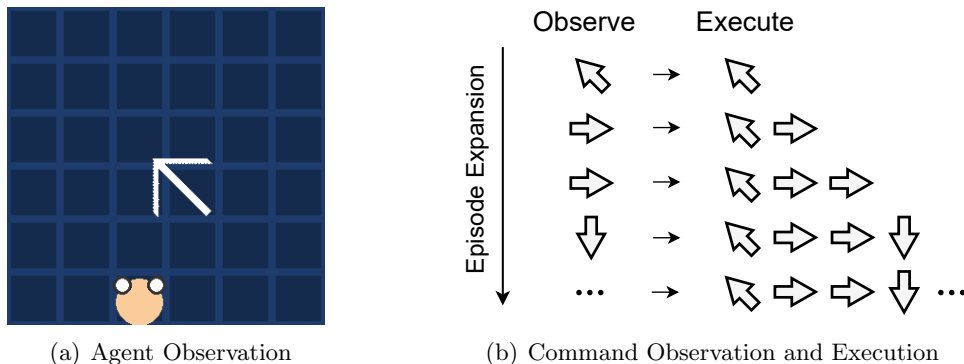 Observe Execute
Episode Expansion
...
...
...
(a) Agent Observation
(b) Command Observation and Execution